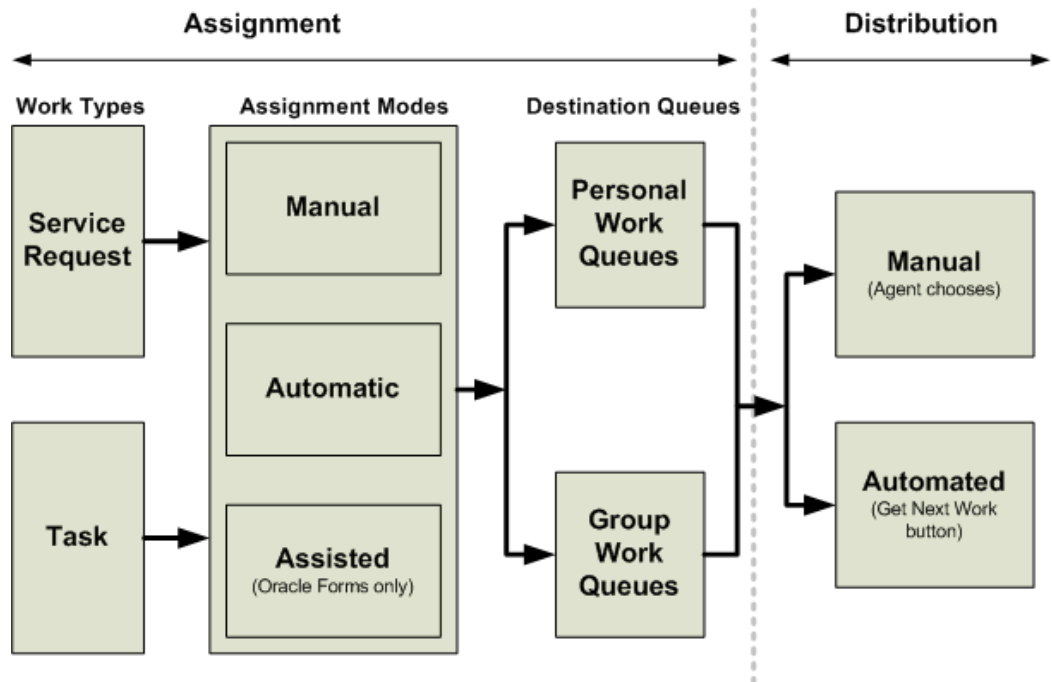 Assignment
Distribution
Work Types
Assignment Modes
Destination Queues
Service
Request
Task
Manual
Automatic
Assisted
(Oracle Forms only)
Personal
Work
Queues
Group
Work
Queues
Manual
(Agent chooses)
Automated
(Get Next Work
button)